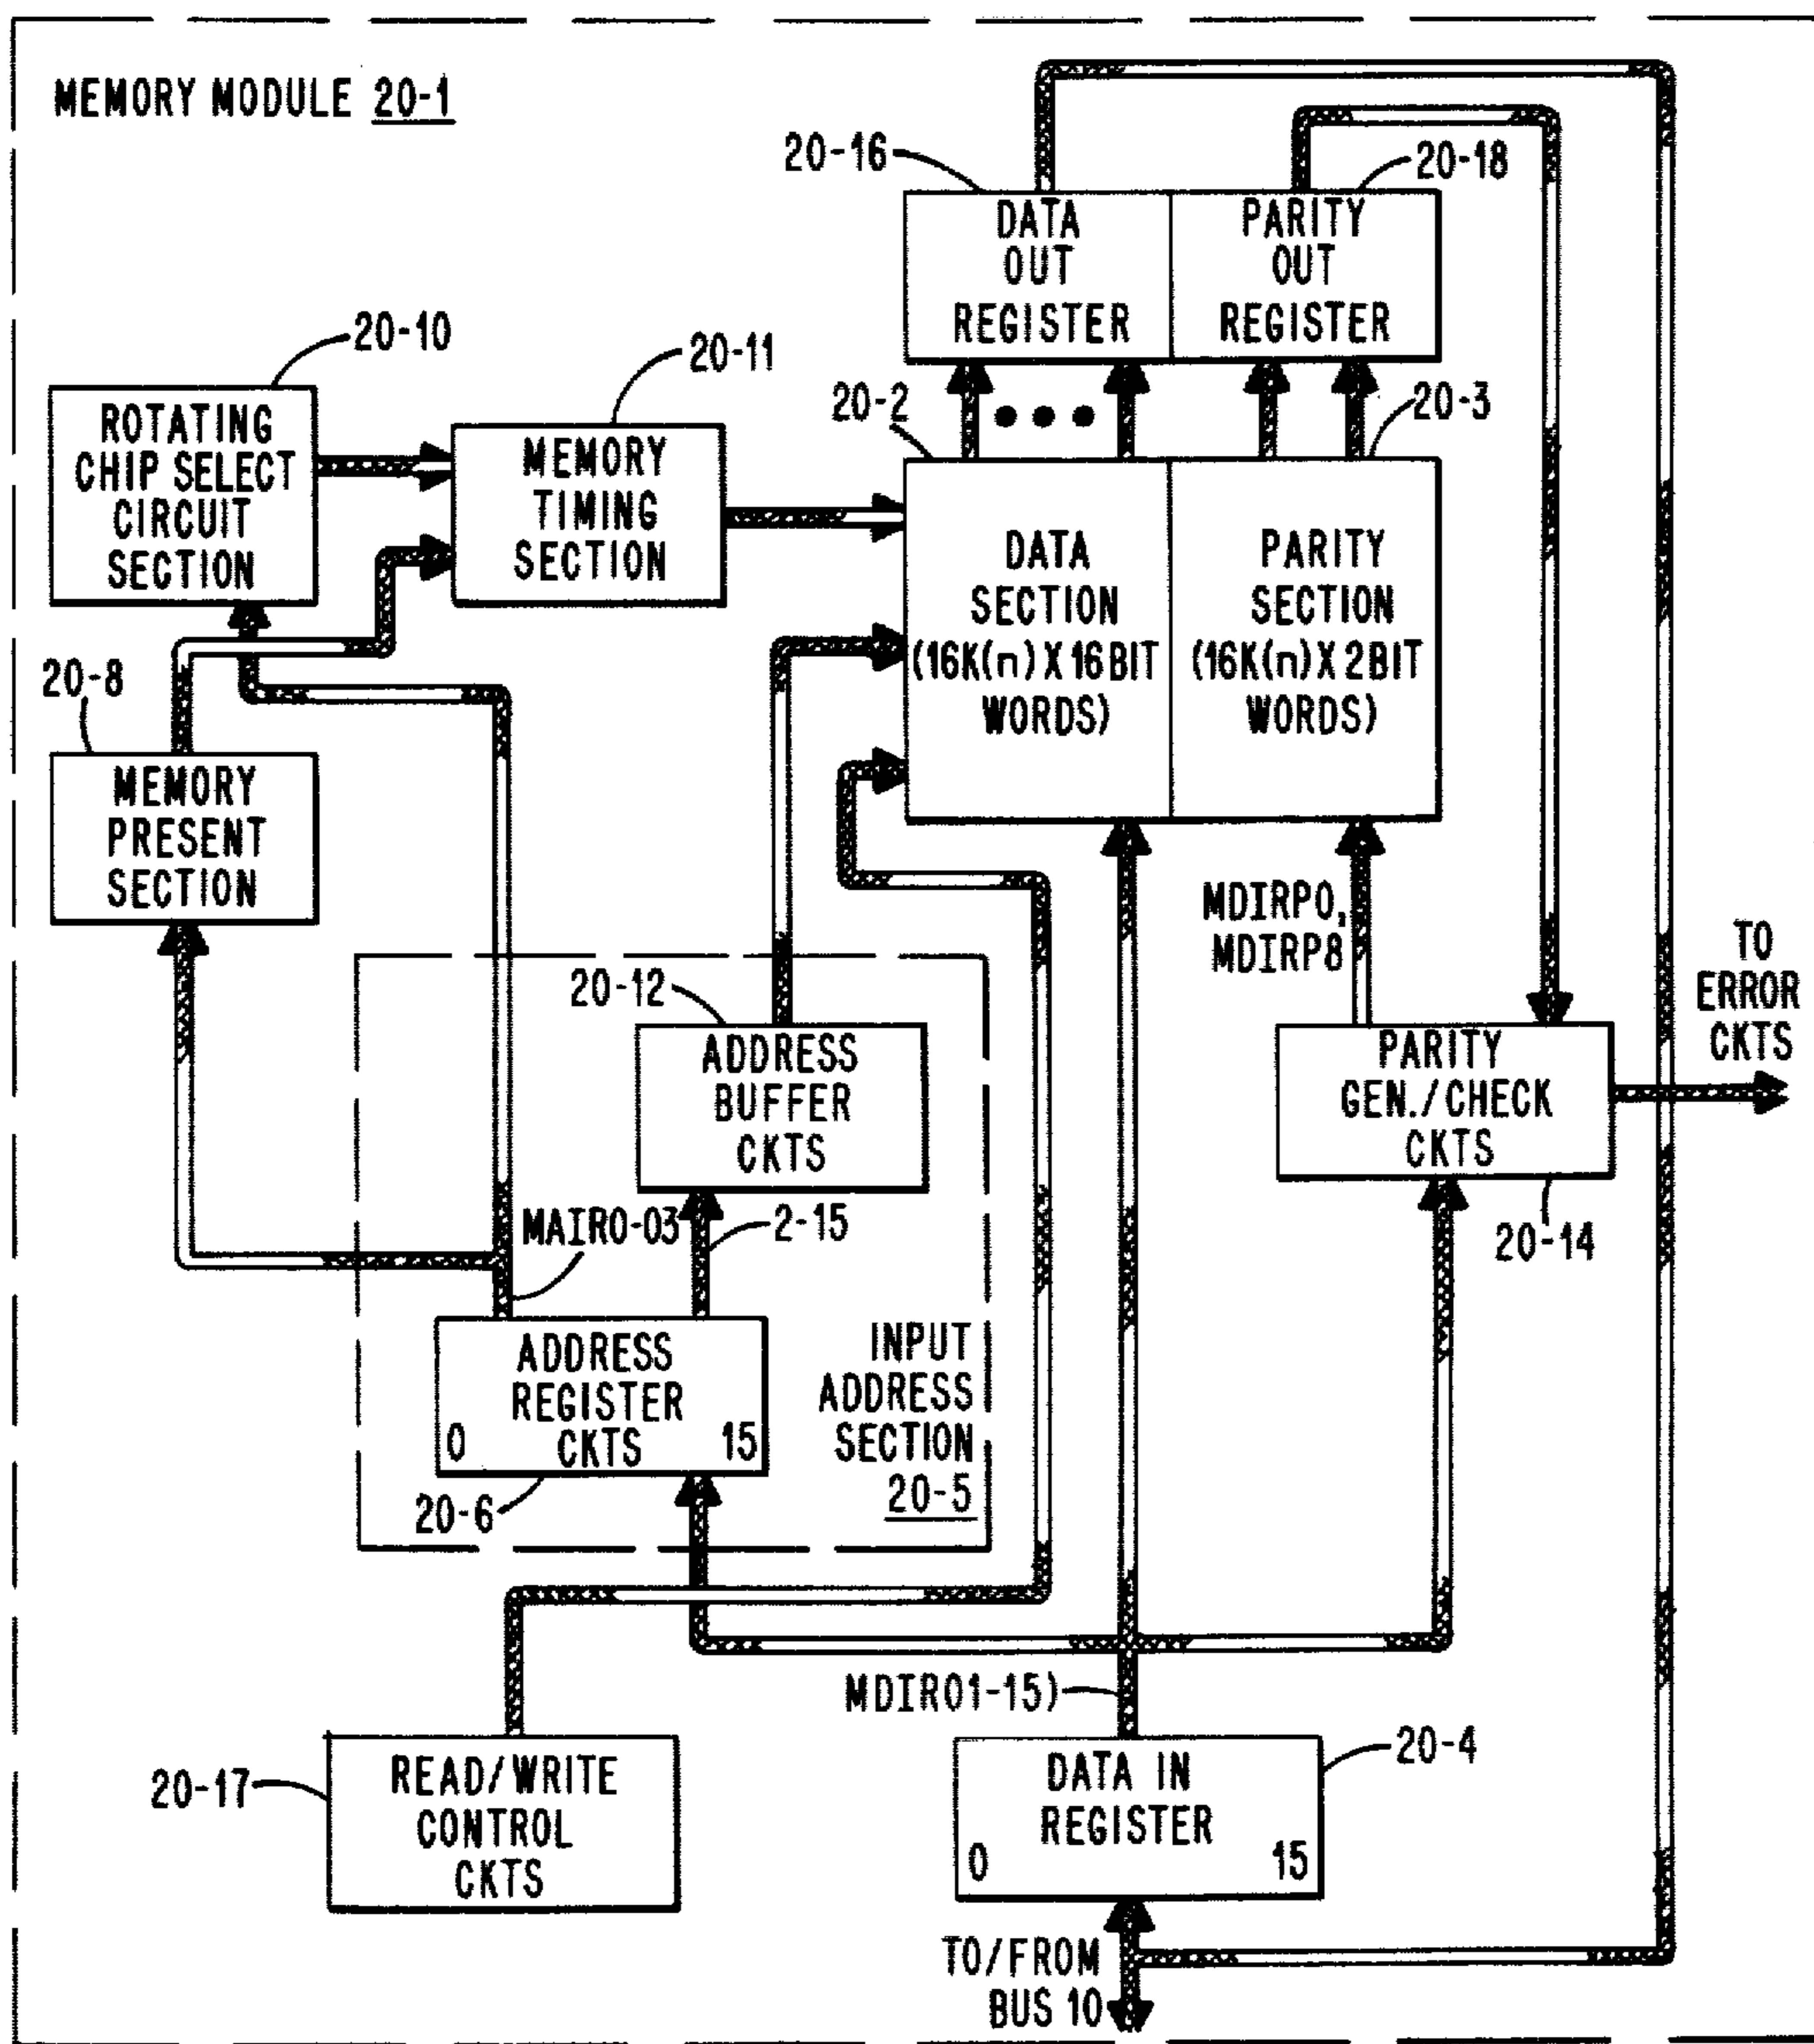 MEMORY MODULE 20-1
20-16
20-18
DATA
OUT
REGISTER
PARITY
OUT
REGISTER
20-10
20-11
20-2
20-3
ROTATING
CHIP SELECT
CIRCUIT
SECTION
MEMORY
TIMING
SECTION
DATA
SECTION
(16K(n)X16BIT
WORDS)
PARITY
SECTION
(16K(n)X2BIT
WORDS)
20-8
MEMORY
PRESENT
SECTION
MDIRP0,
MDIRP8
TO
ERROR
CKTS
20-12
ADDRESS
BUFFER
CKTS
PARITY
GEN./CHECK
CKTS
20-14
MAIR0-03
2-15
ADDRESS
REGISTER
CKTS
0 15
20-6
INPUT
ADDRESS
SECTION
20-5
MDIR01-15)
20-17
READ/WRITE
CONTROL
CKTS
20-4
DATA IN
REGISTER
0 15
TO/FROM
BUS 10